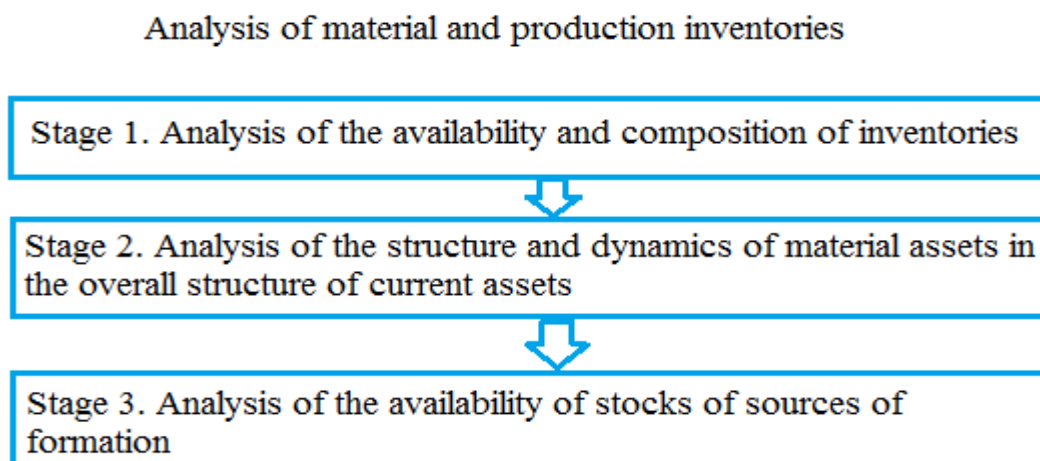 Analysis of material and production inventories
Stage 1. Analysis of the availability and composition of inventories
Stage 2. Analysis of the structure and dynamics of material assets in
the overall structure of current assets
Stage 3. Analysis of the availability of stocks of sources of
formation